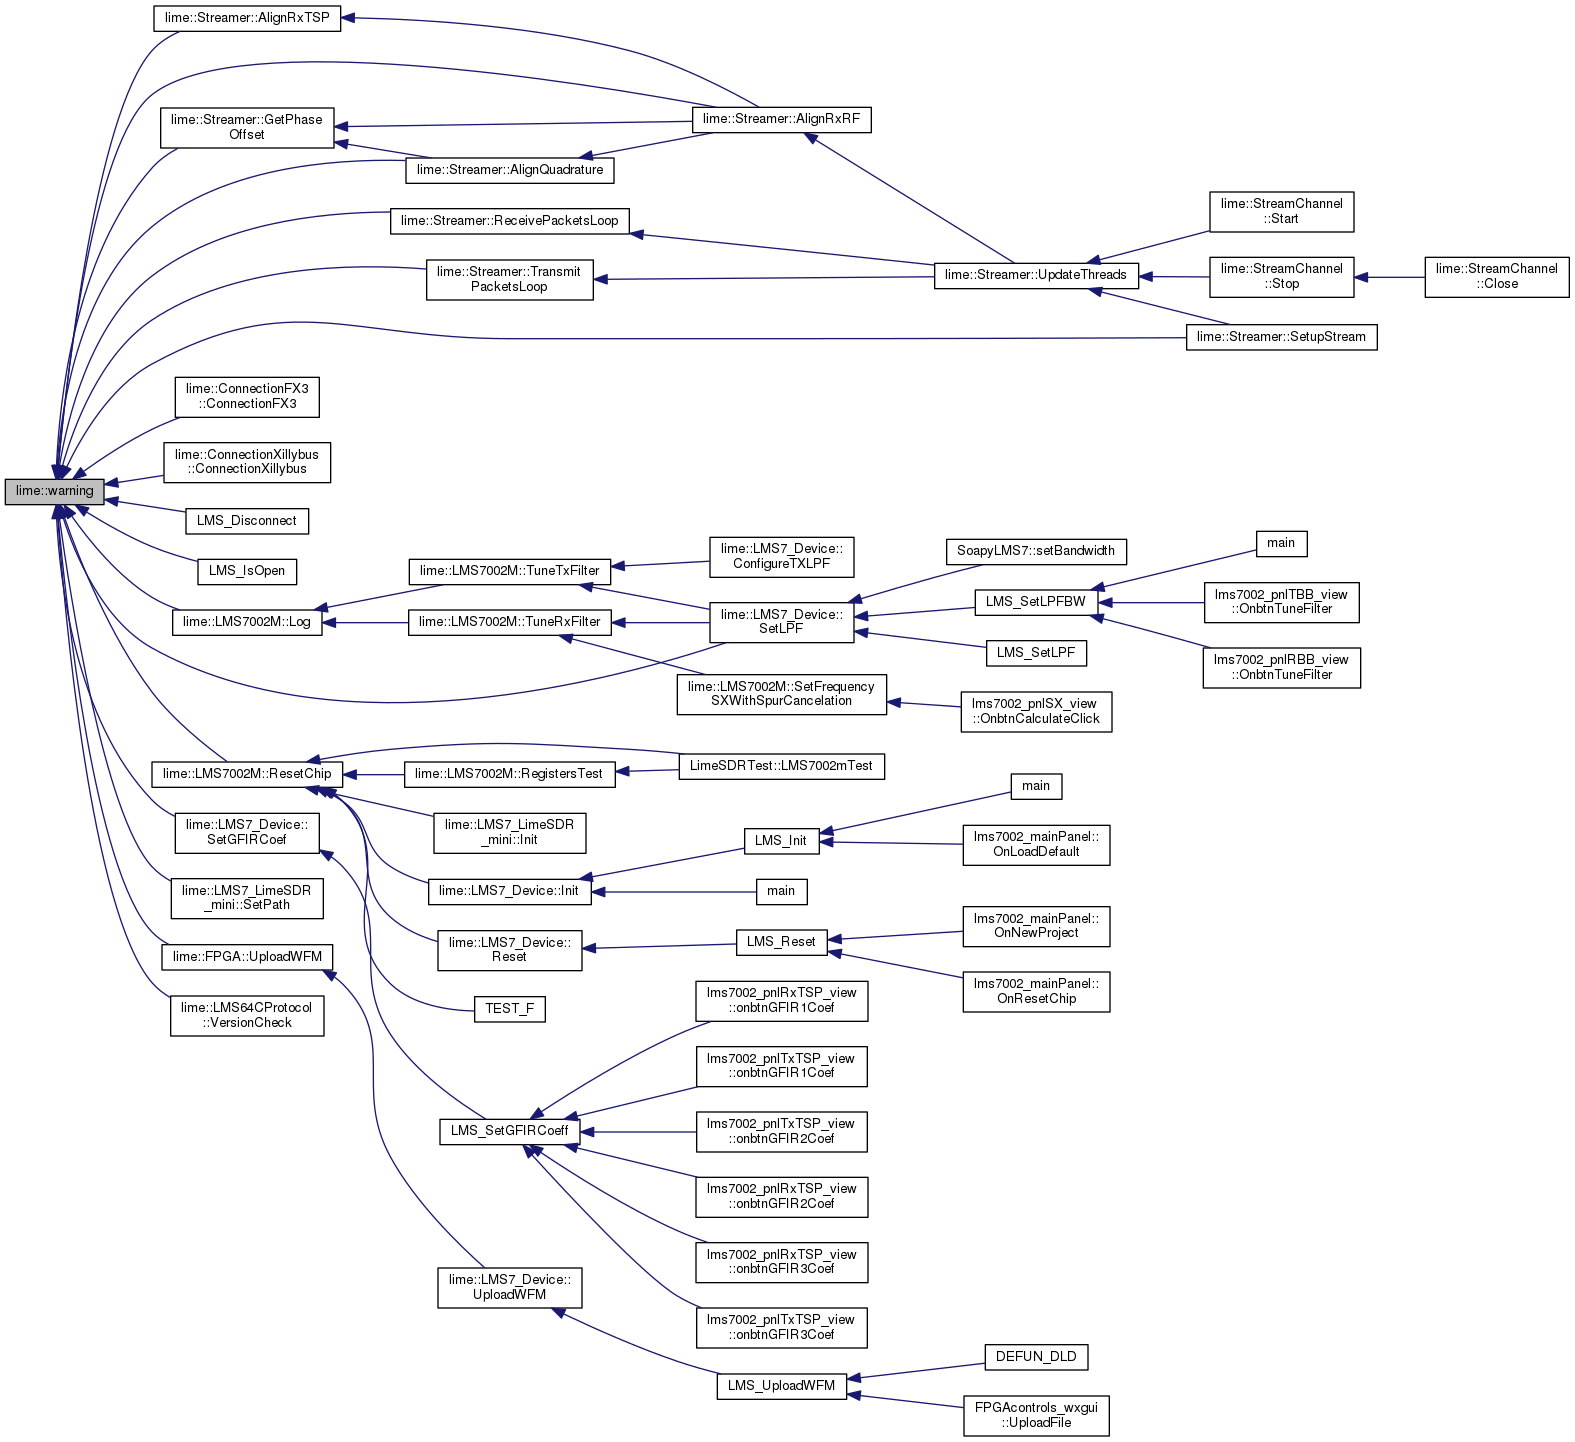 lime::Streamer::AlignRxTSP
lime::Streamer::GetPhase
Offset
lime::Streamer::AlignRxRF
lime::Streamer::AlignQuadrature
lime::Streamer::ReceivePacketsLoop
lime::Streamer::Transmit
PacketsLoop
lime::Streamer::UpdateThreads
lime::StreamChannel
::Start
lime::StreamChannel
::Stop
lime::StreamChannel
::Close
lime::Streamer::SetupStream
lime::ConnectionFX3
::ConnectionFX3
lime::ConnectionXillybus
::ConnectionXillybus
lime::warning
LMS_Disconnect
LMS_IsOpen
lime::LMS7002M::Log
lime::LMS7002M::TuneTxFilter
lime::LMS7002M::TuneRxFilter
lime::LMS7_Device::
ConfigureTXLPF
lime::LMS7_Device::
SetLPF
lime::LMS7002M::SetFrequency
SXWithSpurCancelation
SoapyLMS7::setBandwidth
LMS_SetLPFBW
LMS_SetLPF
lms7002_pnlSX_view
::OnbtnCalculateClick
main
lms7002_pnlTBB_view
::OnbtnTuneFilter
lms7002_pnlRBB_view
::OnbtnTuneFilter
lime::LMS7002M::ResetChip
lime::LMS7002M::RegistersTest
LimeSDRTest::LMS7002mTest
lime::LMS7_LimeSDR
_mini::Init
lime::LMS7_Device::Init
LMS_Init
main
main
lms7002_mainPanel::
OnLoadDefault
lime::LMS7_Device::
SetGFIRCoef
lime::LMS7_LimeSDR
_mini::SetPath
lime::FPGA::UploadWFM
lime::LMS64CProtocol
::VersionCheck
lime::LMS7_Device::
Reset
LMS_Reset
lms7002_mainPanel::
OnNewProject
lms7002_mainPanel::
OnResetChip
TEST_F
LMS_SetGFIRCoeff
lms7002_pnlRxTSP_view
::onbtnGFIR1Coef
lms7002_pnlTxTSP_view
::onbtnGFIR1Coef
lms7002_pnlTxTSP_view
::onbtnGFIR2Coef
lms7002_pnlRxTSP_view
::onbtnGFIR2Coef
lms7002_pnlRxTSP_view
::onbtnGFIR3Coef
lms7002_pnlTxTSP_view
::onbtnGFIR3Coef
lime::LMS7_Device::
UploadWFM
LMS_UploadWFM
DEFUN_DLD
FPGAcontrols_wxgui
::UploadFile